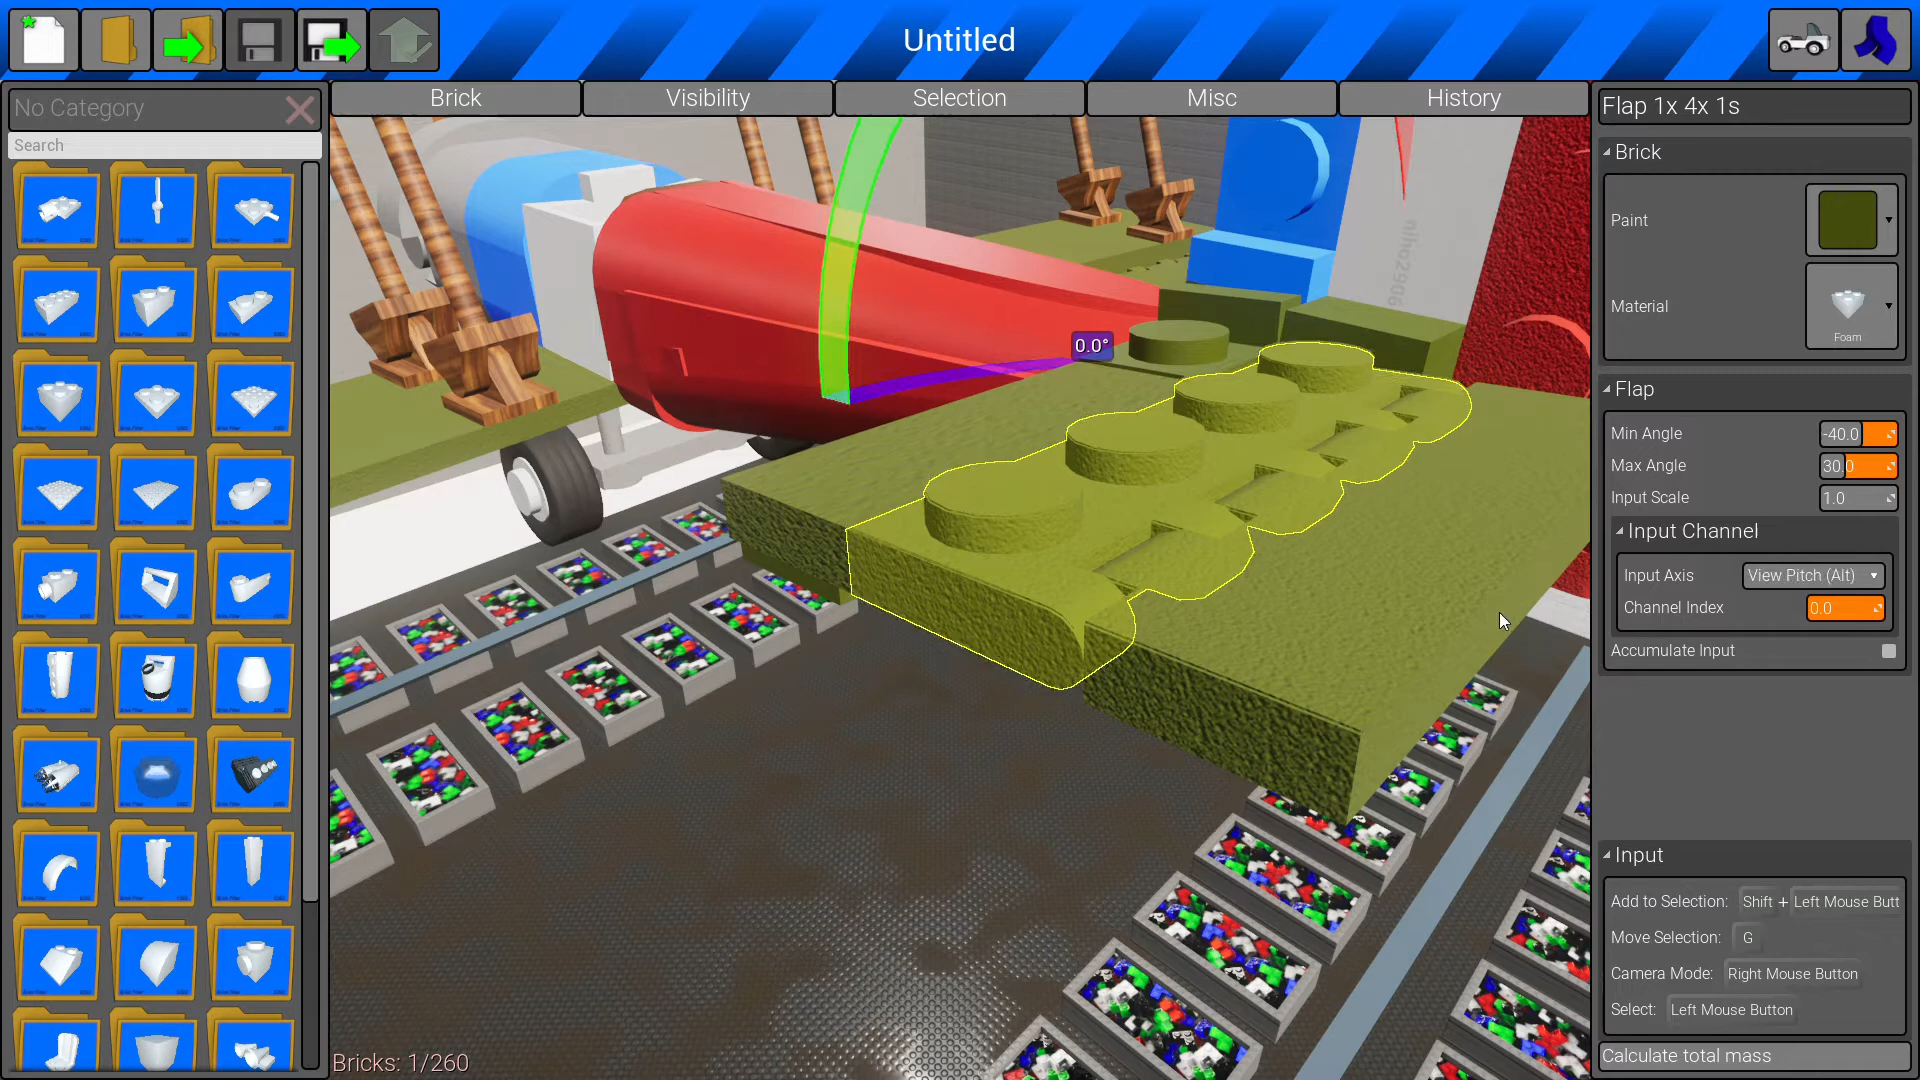 Untitled
No Category
Search
Brick
Visibility
Selection
Misc
History
Flap 1x 4x 1s
Brick
Paint
Material
Foam
Flap
Min Angle
-40.0
Max Angle
30.0
Input Scale
1.0
Input Channel
Input Axis
View Pitch (Alt)
Channel Index
0.0
Accumulate Input
0.0°
niho2906
Input
Add to Selection: Shift + Left Mouse Butt
Move Selection: G
Camera Mode: Right Mouse Button
Select: Left Mouse Button
Calculate total mass
Bricks: 1/260